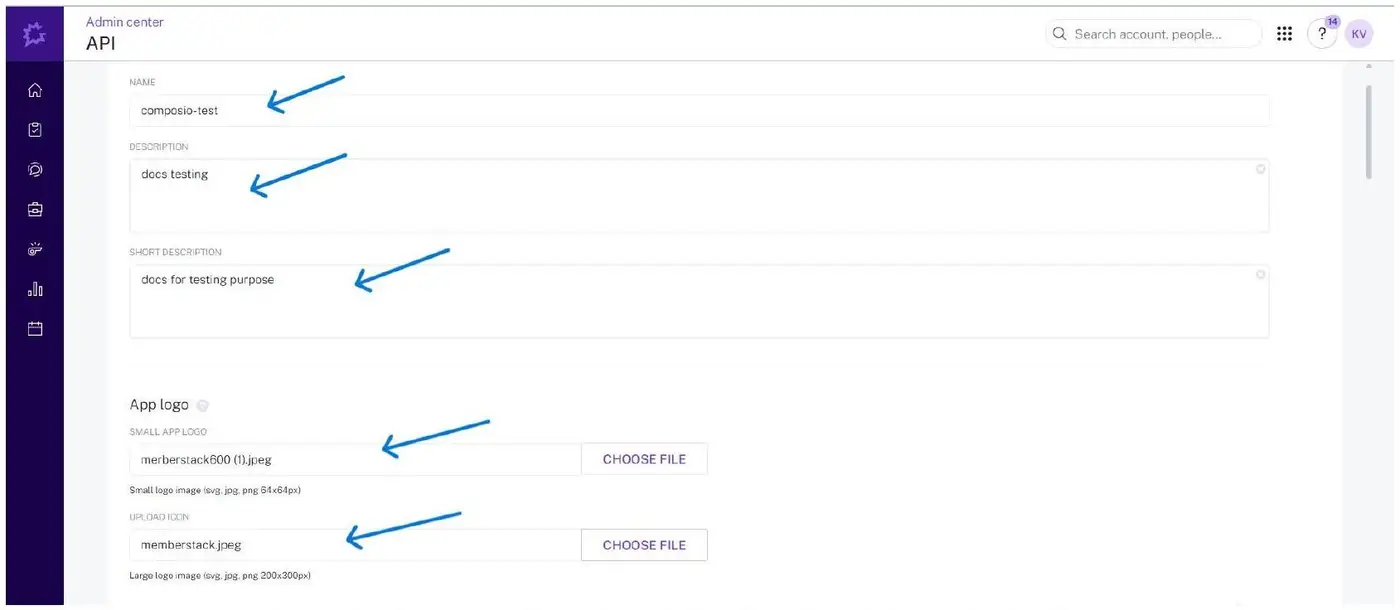 Admin center
API
Search account, people...
14
?
KV
NAME
composio-test
DESCRIPTION
docs testing
SHORT DESCRIPTION
docs for testing purpose
App logo ?
SMALL APP LOGO
merberstack600 (1).jpeg
CHOOSE FILE
Small logo image (svg, jpg, png 64x64px)
UPLOAD ICON
memberstack.jpeg
CHOOSE FILE
Large logo image (svg, jpg, png 200x300px)